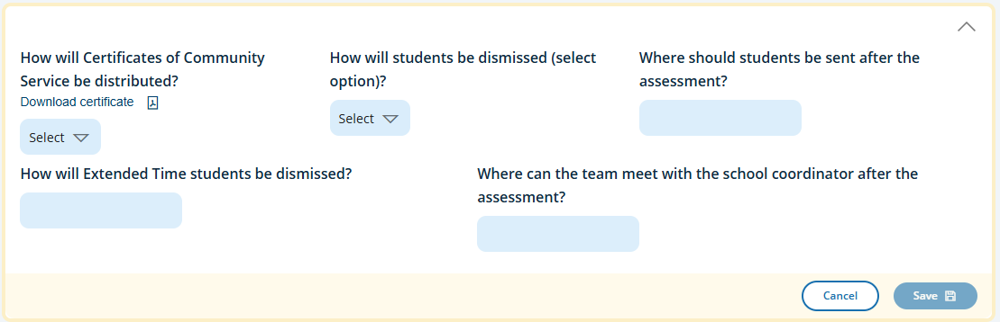 How will Certificates of Community
Service be distributed?
Download certificate
Select
How will students be dismissed (select
option)?
Select
Where should students be sent after the
assessment?
How will Extended Time students be dismissed?
Where can the team meet with the school coordinator after the
assessment?
Cancel
Save